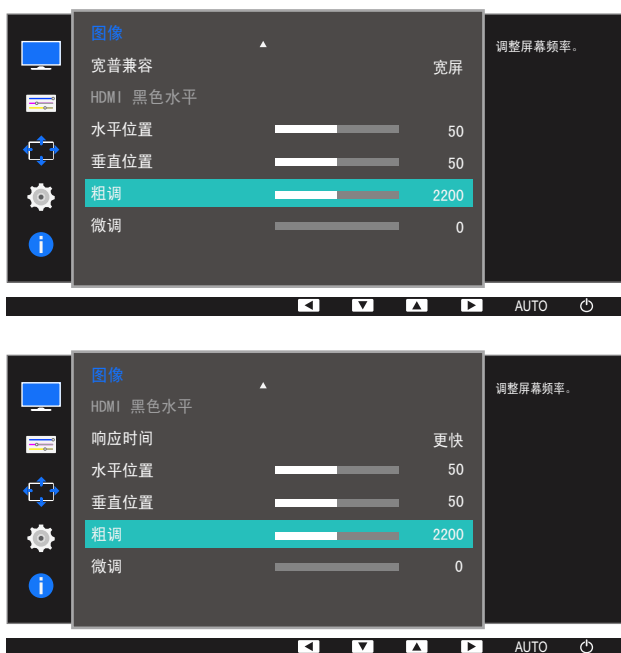 图像
调整屏幕频率。
宽普兼容 宽屏
HDMI 黑色水平
水平位置 50
垂直位置 50
粗调 2200
微调 0
AUTO
图像
调整屏幕频率。
HDMI 黑色水平
响应时间 更快
水平位置 50
垂直位置 50
粗调 2200
微调 0
AUTO